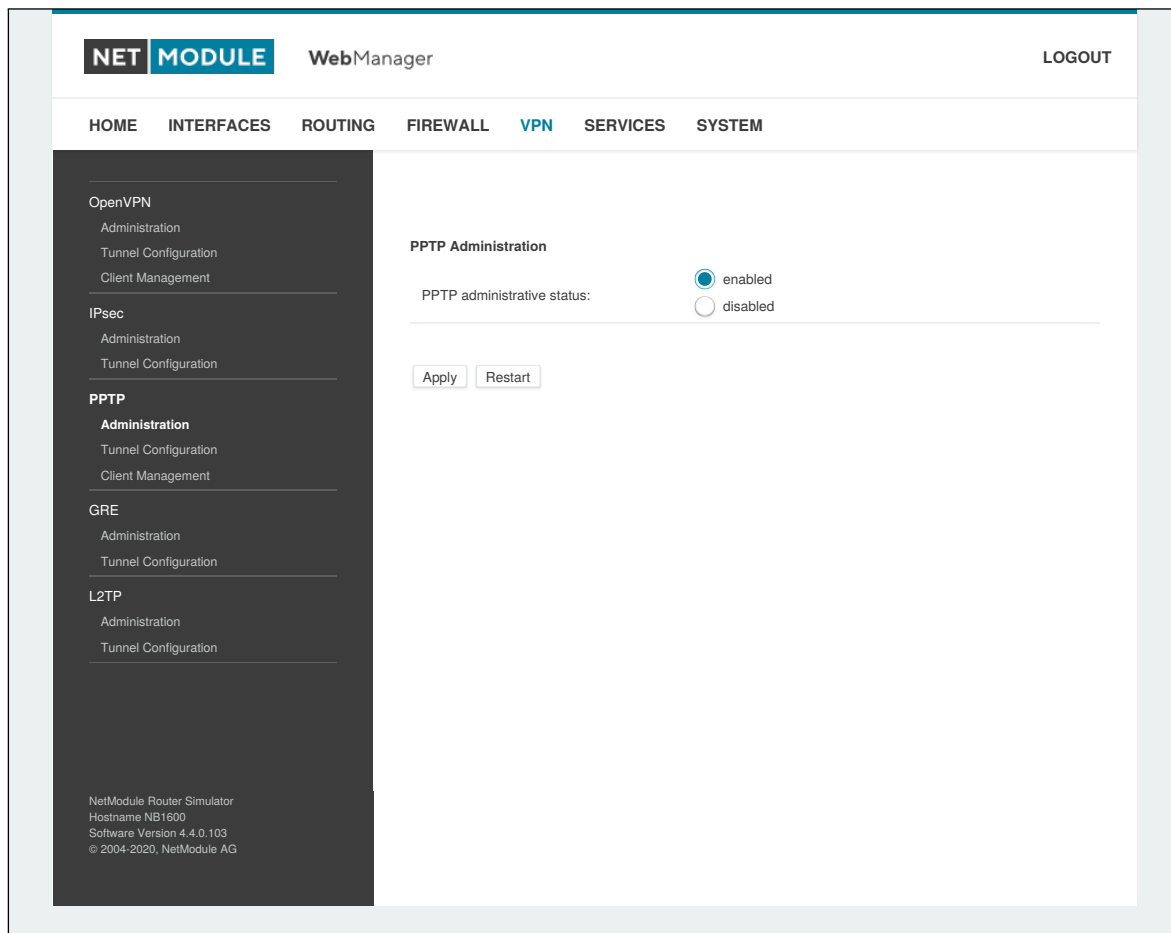 NET MODULE WebManager LOGOUT
HOME INTERFACES ROUTING FIREWALL VPN SERVICES SYSTEM
OpenVPN
Administration
Tunnel Configuration
Client Management
IPsec
Administration
Tunnel Configuration
PPTP
Administration
Tunnel Configuration
Client Management
GRE
Administration
Tunnel Configuration
L2TP
Administration
Tunnel Configuration
NetModule Router Simulator
Hostname NB1600
Software Version 4.4.0.103
© 2004-2020, NetModule AG
PPTP Administration
PPTP administrative status:
enabled
disabled
Apply Restart